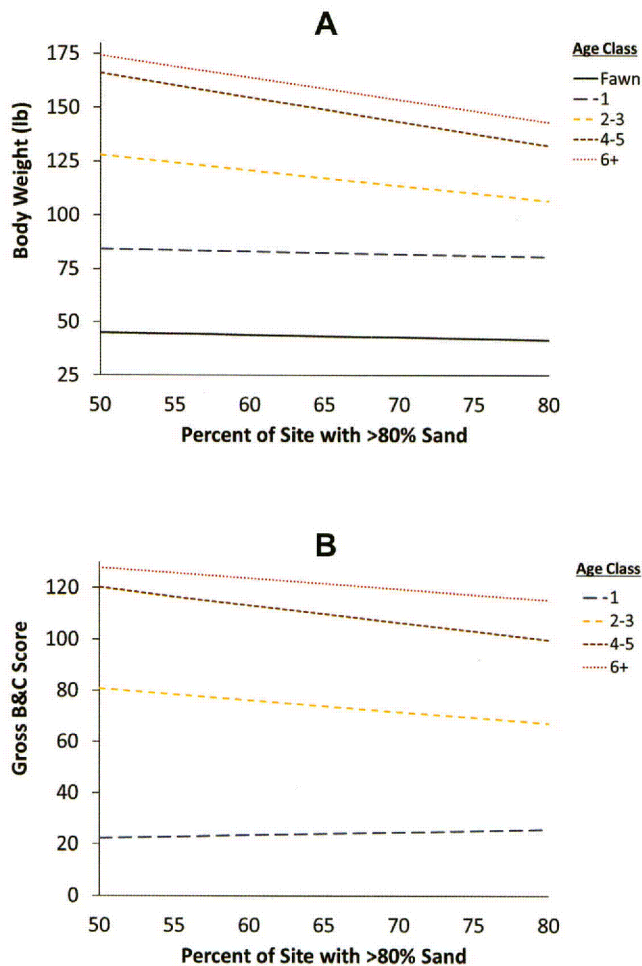 A
Age Class
Fawn
-1
2-3
4-5
6+
Body Weight (lb)
175
150
125
100
75
50
25
50 55 60 65 70 75 80
Percent of Site with >80% Sand
B
Age Class
-1
2-3
4-5
6+
Gross B&C Score
120
100
80
60
40
20
0
50 55 60 65 70 75 80
Percent of Site with >80% Sand